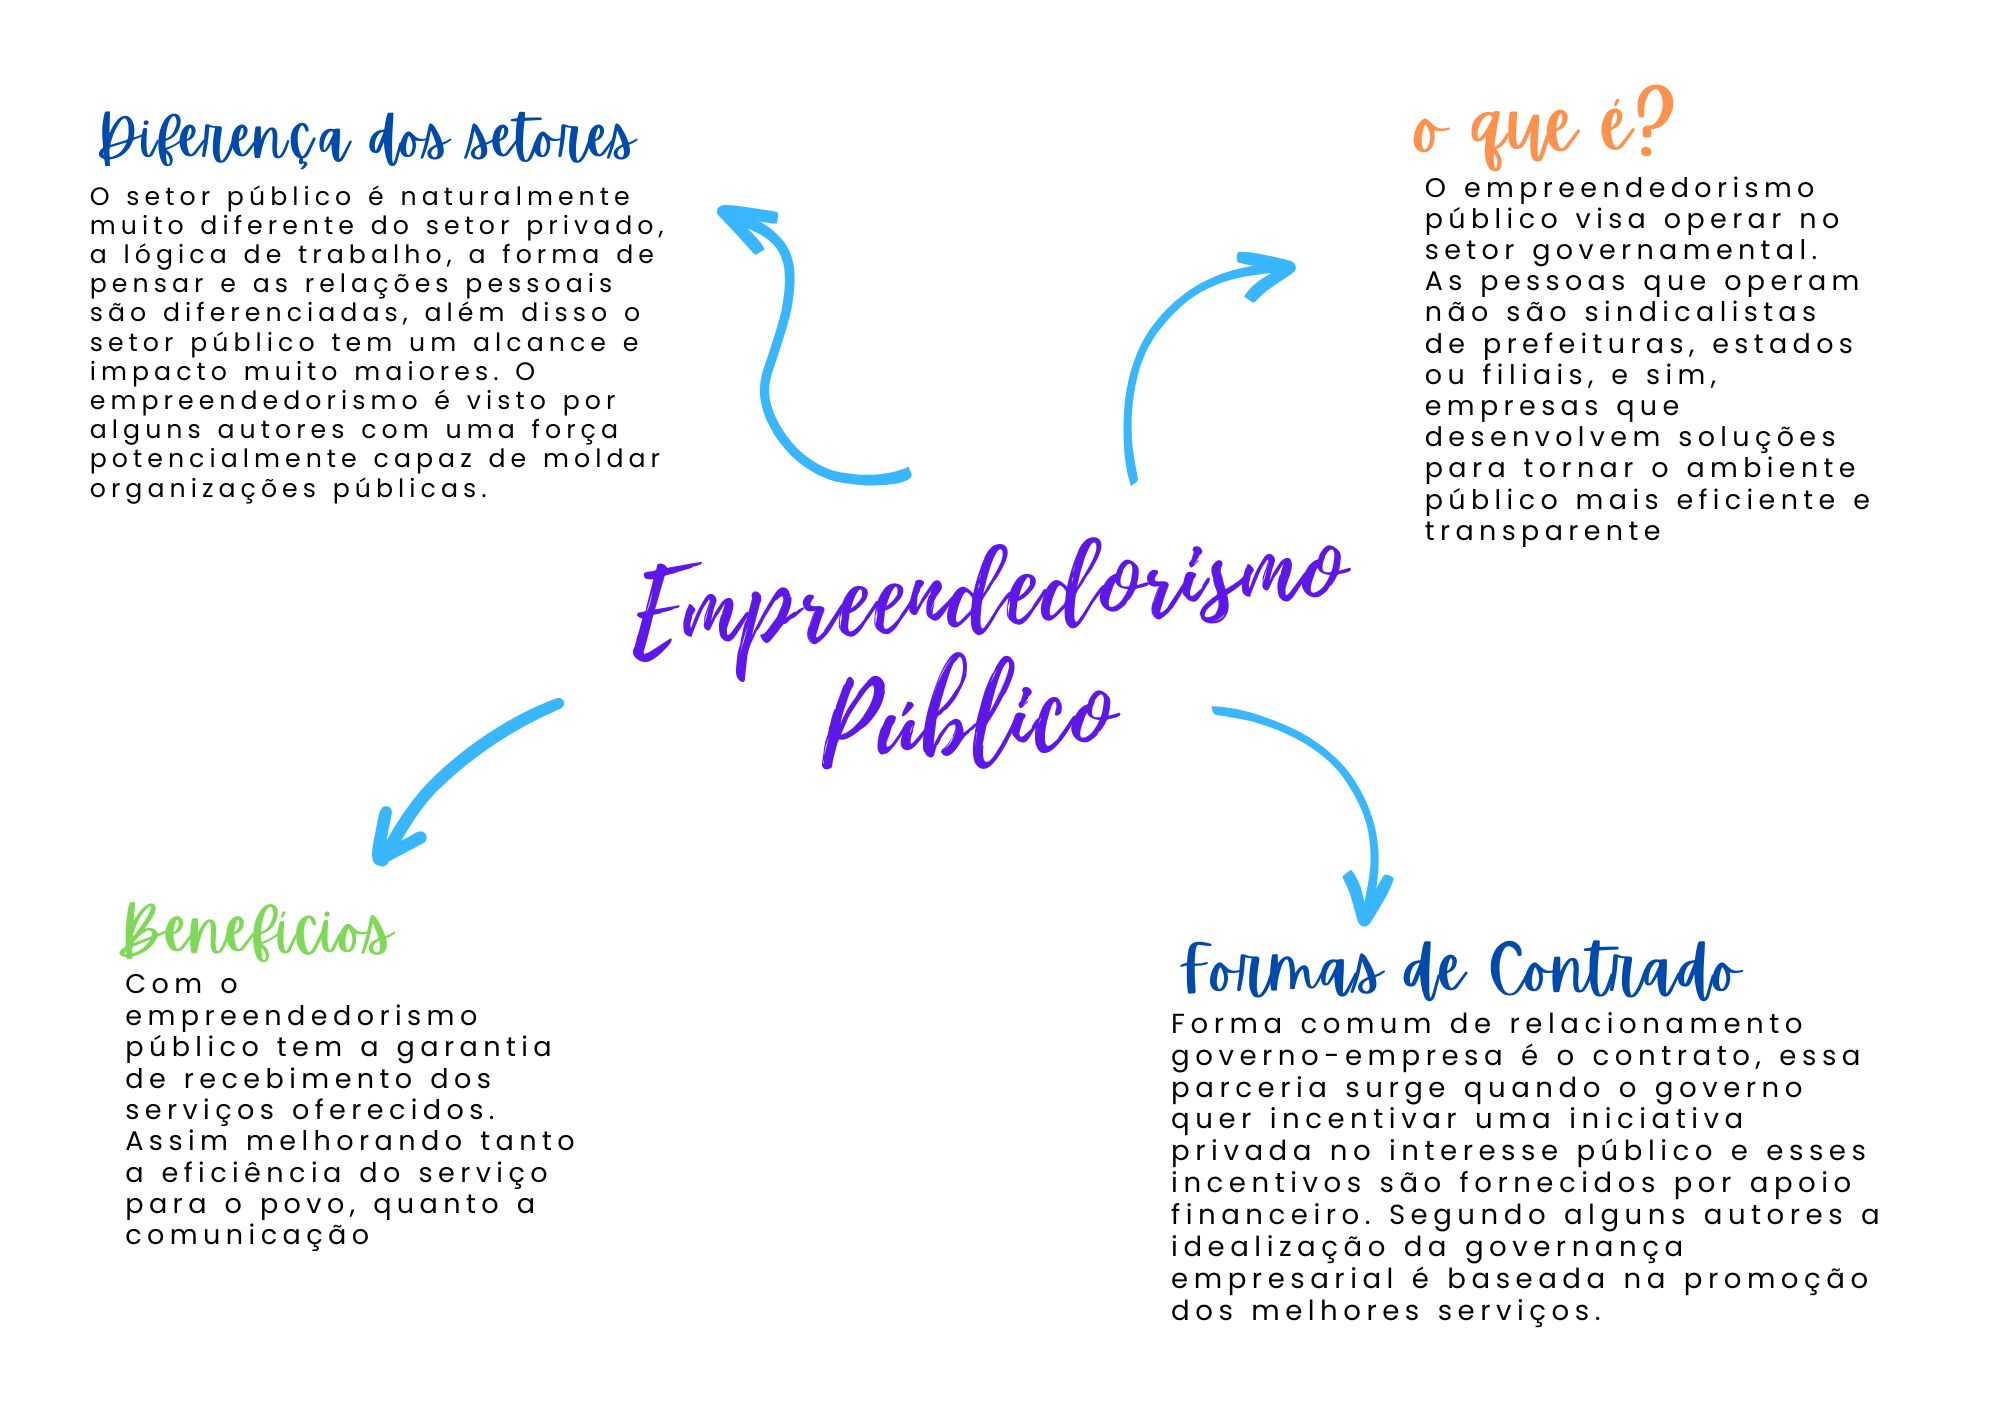 Diferença dos setores
O setor público é naturalmente
muito diferente do setor privado,
a lógica de trabalho, a forma de
pensar e as relações pessoais
são diferenciadas, além disso o
setor público tem um alcance e
impacto muito maiores. O
empreendedorismo é visto por
alguns autores com uma força
potencialmente capaz de moldar
organizações públicas.
o que é?
O empreendedorismo
público visa operar no
setor governamental.
As pessoas que operam
não são sindicalistas
de prefeituras, estados
ou filiais, e sim,
empresas que
desenvolvem soluções
para tornar o ambiente
público mais eficiente e
transparente
Empreendedorismo
Público
Benefícios
Com o
empreendedorismo
público tem a garantia
de recebimento dos
serviços oferecidos.
Assim melhorando tanto
a eficiência do serviço
para o povo, quanto a
comunicação
Formas de Contrado
Forma comum de relacionamento
governo-empresa é o contrato, essa
parceria surge quando o governo
quer incentivar uma iniciativa
privada no interesse público e esses
incentivos são fornecidos por apoio
financeiro. Segundo alguns autores a
idealização da governança
empresarial é baseada na promoção
dos melhores serviços.